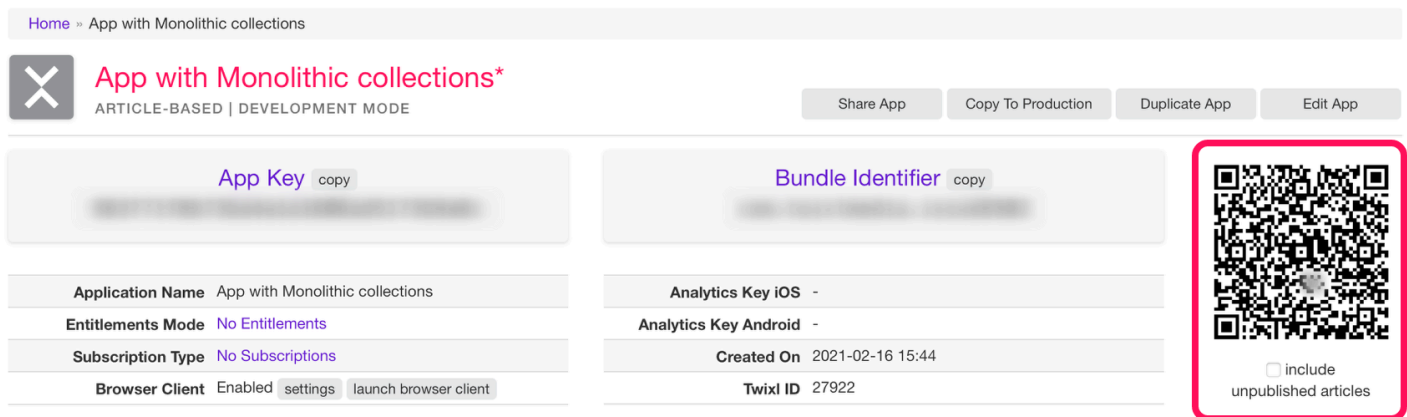 Home » App with Monolithic collections
App with Monolithic collections*
ARTICLE-BASED | DEVELOPMENT MODE
Share App
Copy To Production
Duplicate App
Edit App
App Key copy
Bundle Identifier copy
Application Name App with Monolithic collections
Entitlements Mode No Entitlements
Subscription Type No Subscriptions
Browser Client Enabled settings launch browser client
Analytics Key iOS -
Analytics Key Android -
Created On 2021-02-16 15:44
Twixl ID 27922
include
unpublished articles